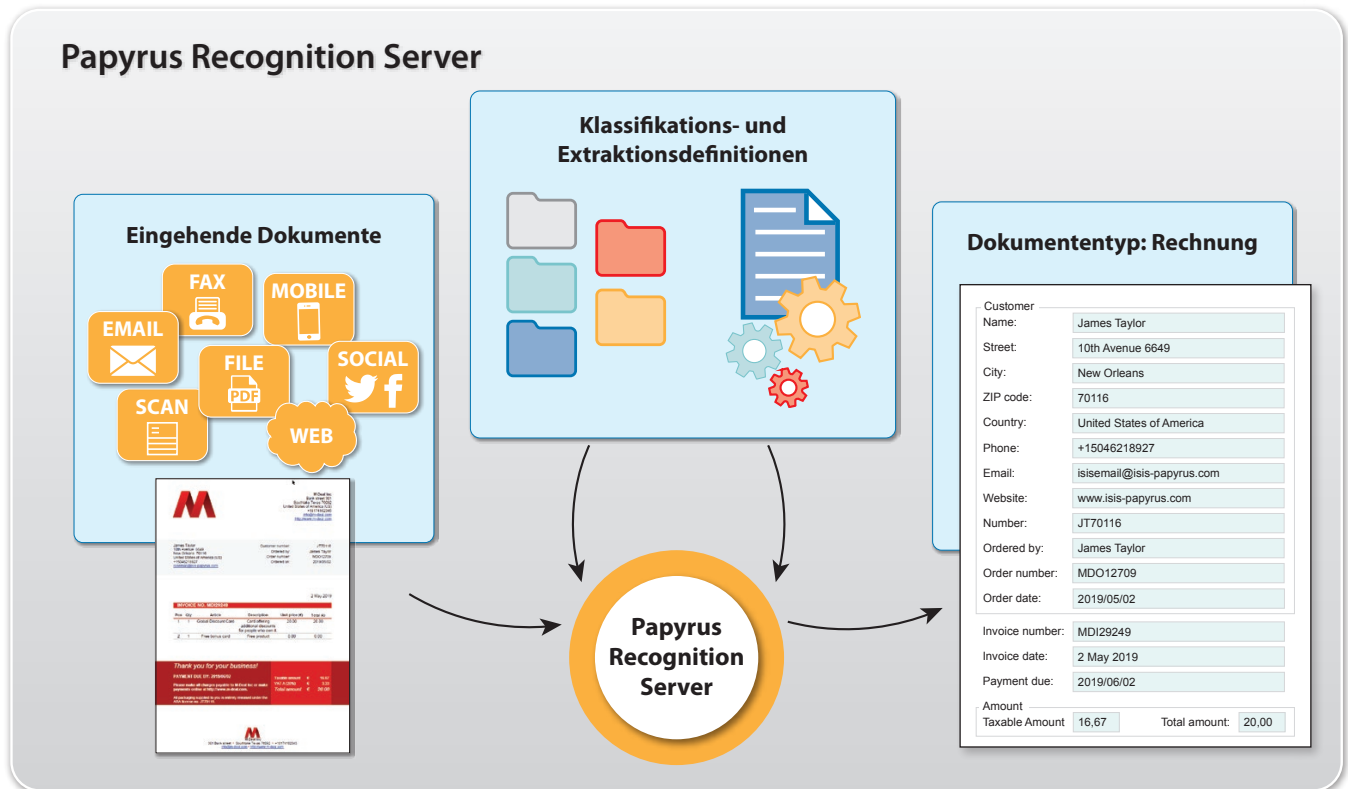 Papyrus Recognition Server
Klassifikations- und
Extraktionsdefinitionen
Eingehende Dokumente
FAX
MOBILE
EMAIL
FILE
PDF
SOCIAL
SCAN
WEB
2 May 2019
INVOICE NO. MDI29249
Thank you for your business!
Papyrus
Recognition
Server
Dokumententyp: Rechnung
Customer
Name: James Taylor
Street: 10th Avenue 6649
City: New Orleans
ZIP code: 70116
Country: United States of America
Phone: +15046218927
Email: isisemail@isis-papyrus.com
Website: www.isis-papyrus.com
Number: JT70116
Ordered by: James Taylor
Order number: MDO12709
Order date: 2019/05/02
Invoice number: MDI29249
Invoice date: 2 May 2019
Payment due: 2019/06/02
Amount
Taxable Amount 16,67 Total amount: 20,00